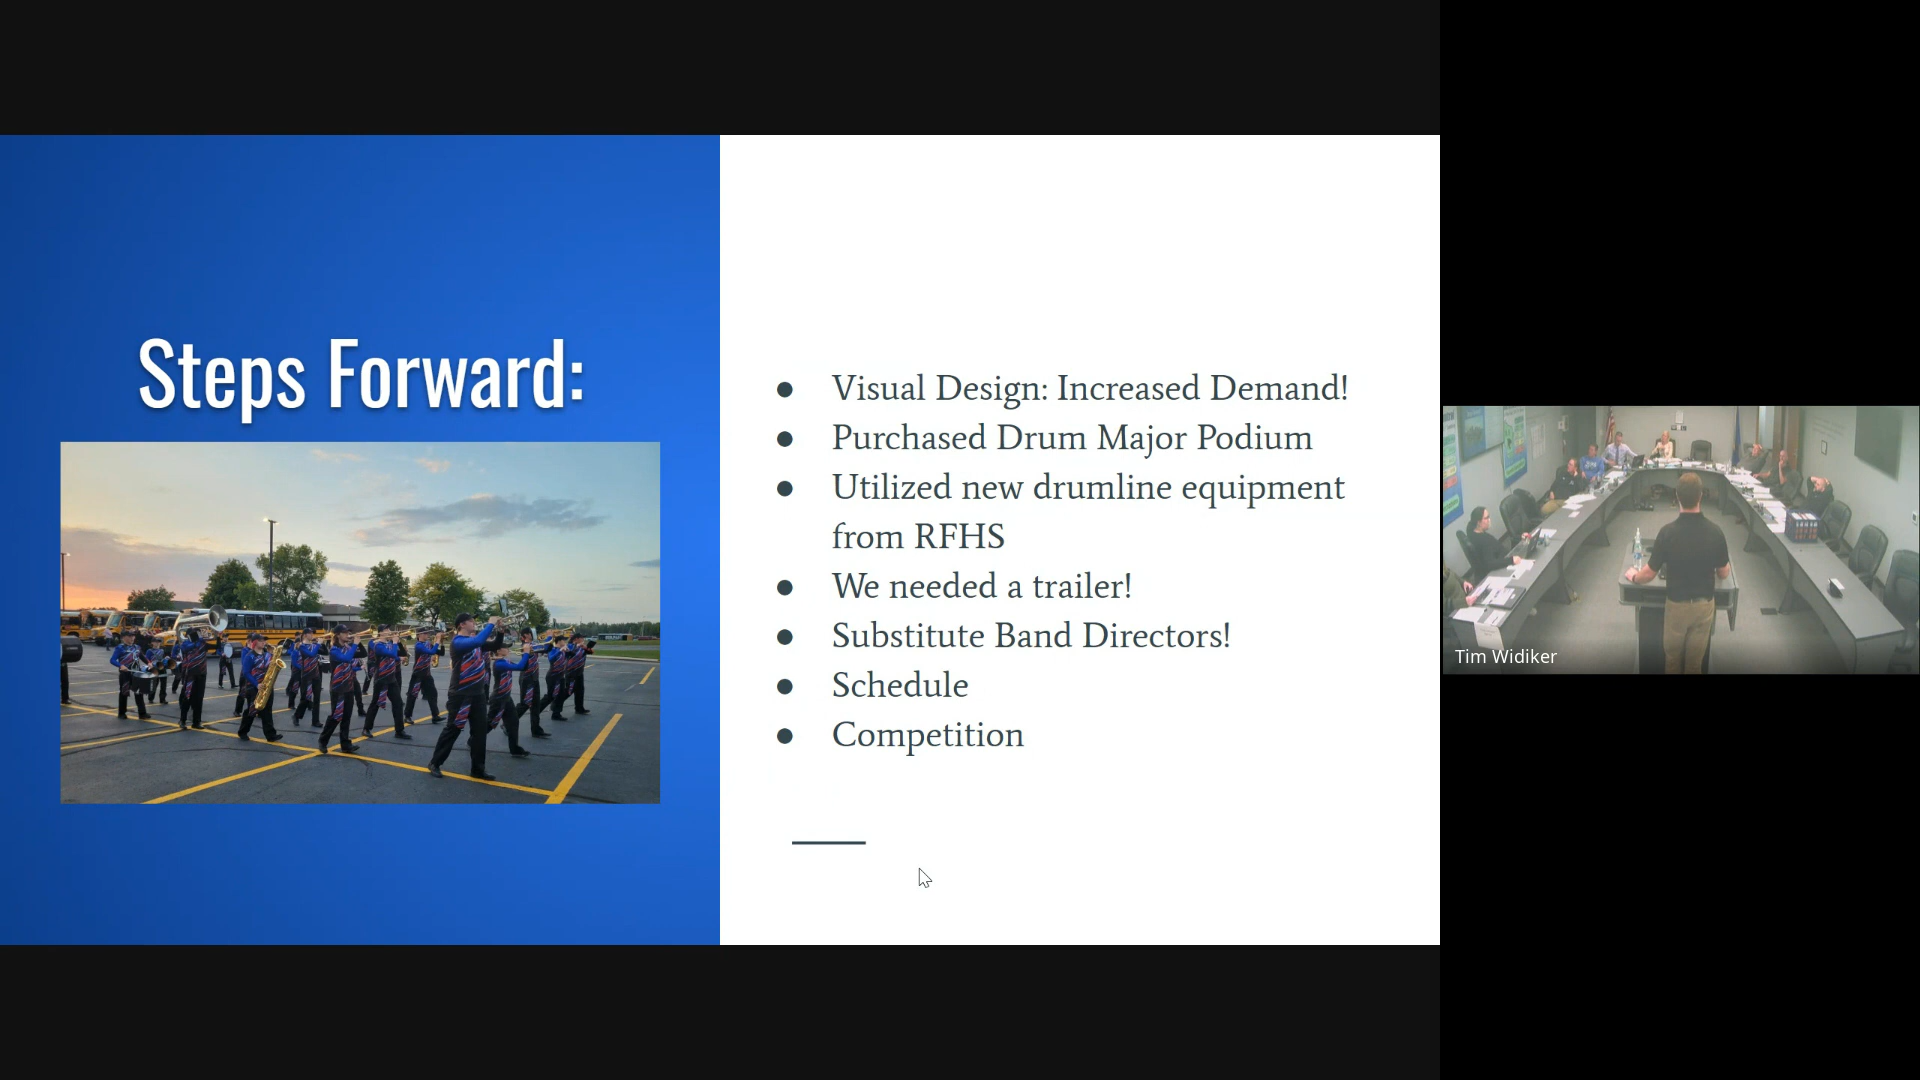 Steps Forward:
● Visual Design: Increased Demand!
● Purchased Drum Major Podium
● Utilized new drumline equipment
from RFHS
● We needed a trailer!
● Substitute Band Directors!
● Schedule
● Competition
Tim Widiker